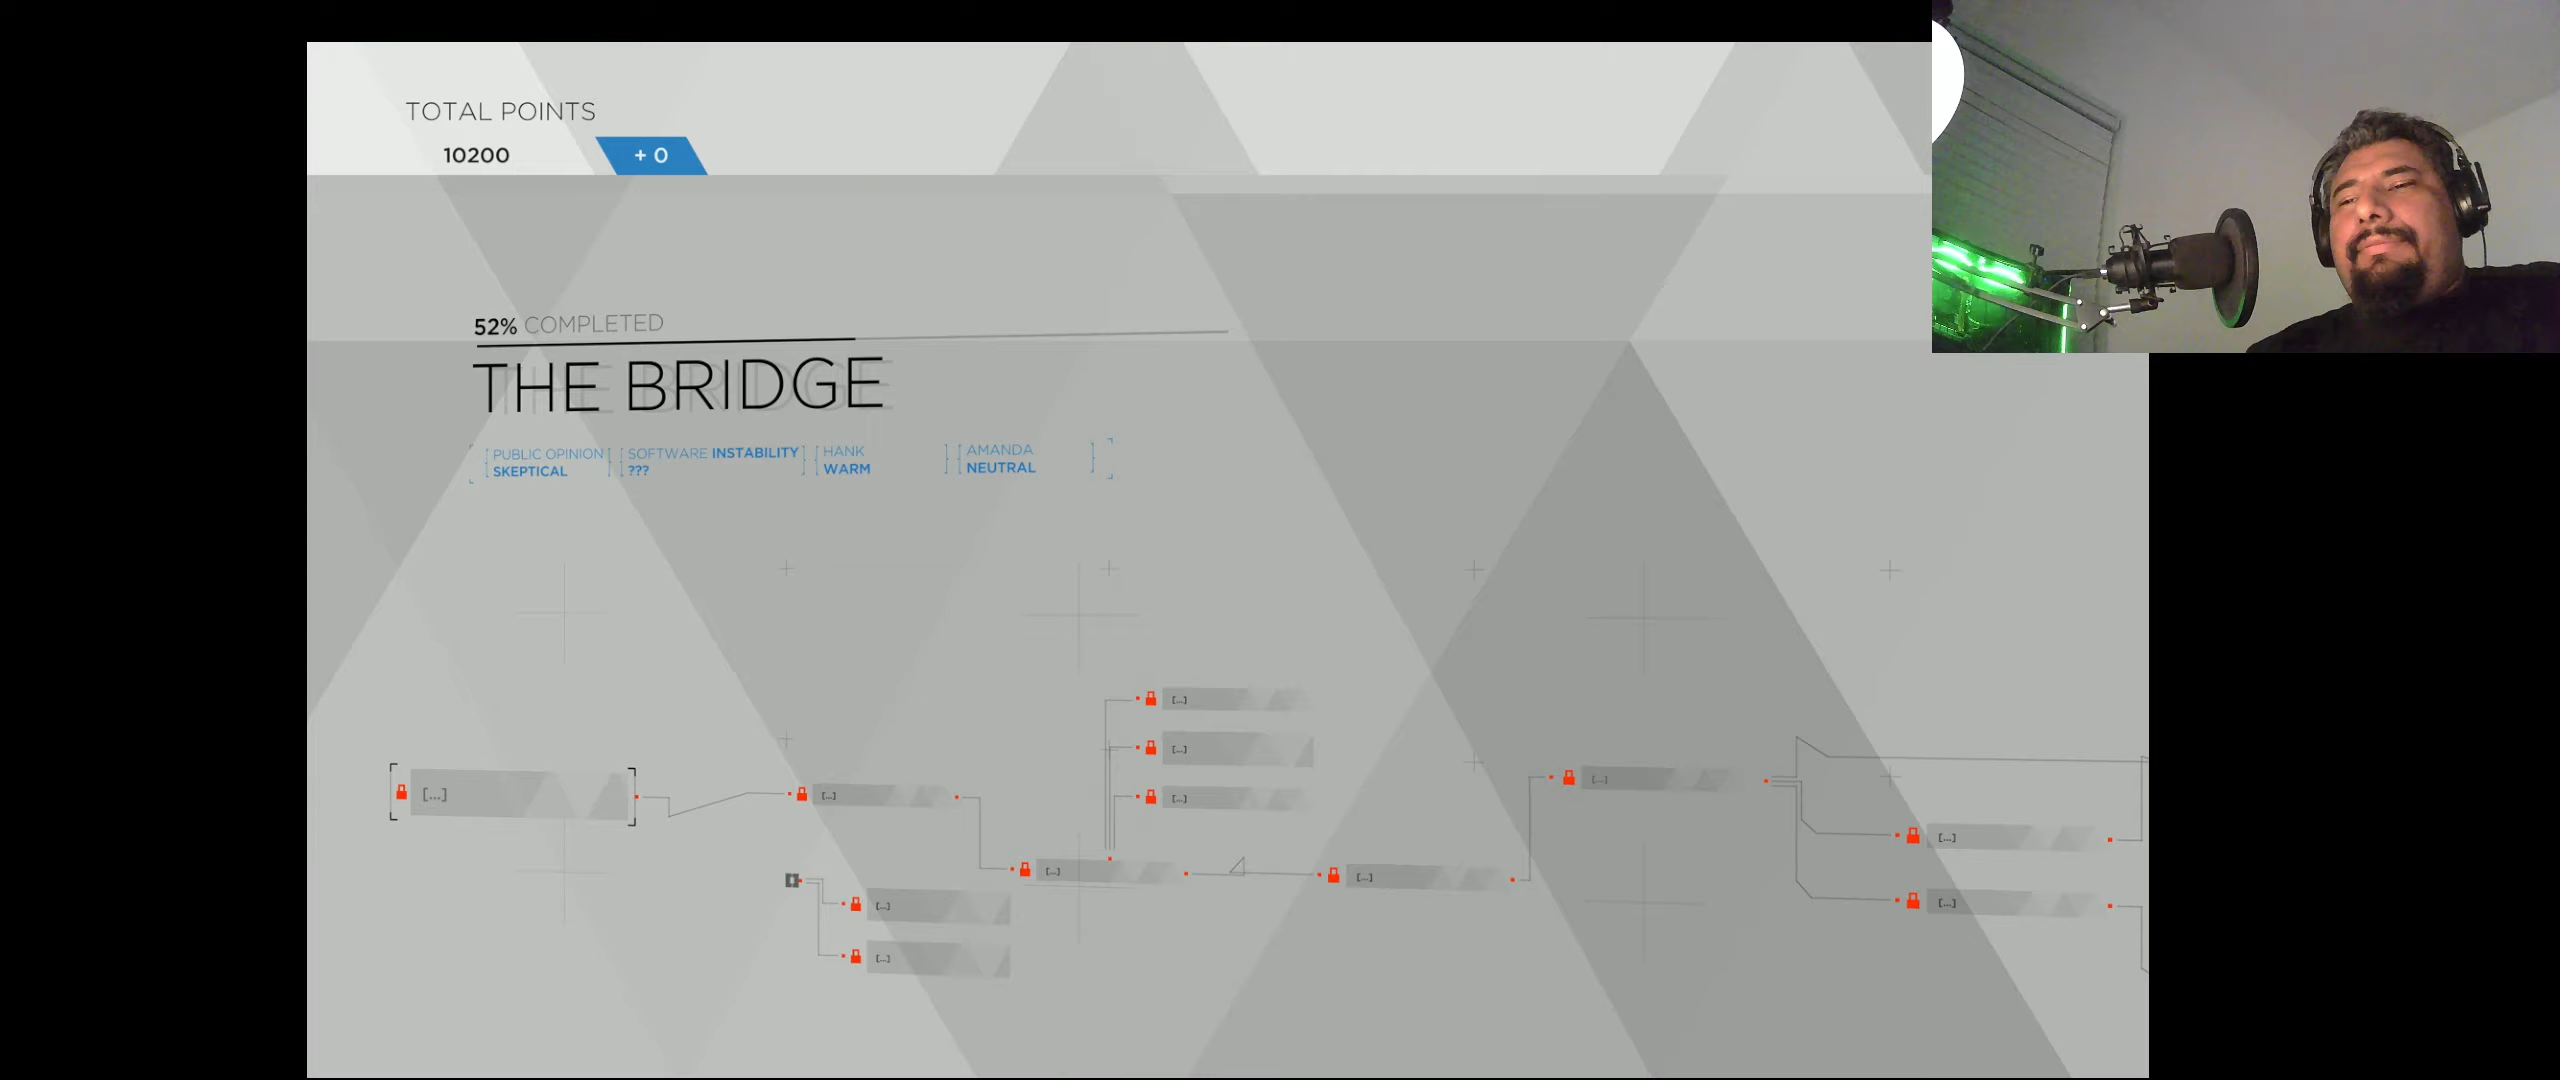 TOTAL POINTS
10200
+ 0
52% COMPLETED
THE BRIDGE
PUBLIC OPINION
SKEPTICAL
SOFTWARE INSTABILITY
???
HANK
WARM
AMANDA
NEUTRAL
[...]
[...]
[...]
[...]
[...]
[...]
[...]
[...]
[...]
[...]
[...]
[...]